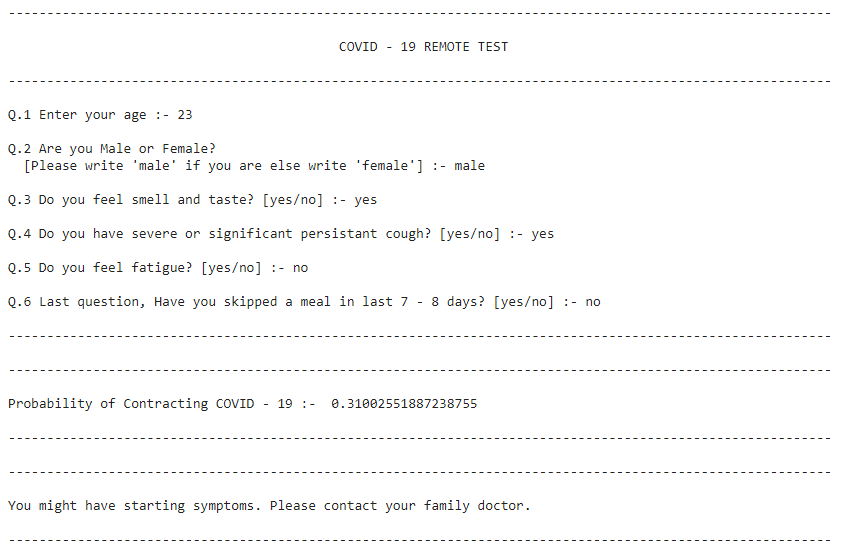 -----------------------------------------------------------------------------------------------------------
COVID - 19 REMOTE TEST
-----------------------------------------------------------------------------------------------------------
Q.1 Enter your age :- 23
Q.2 Are you Male or Female?
[Please write 'male' if you are else write 'female'] :- male
Q.3 Do you feel smell and taste? [yes/no] :- yes
Q.4 Do you have severe or significant persistant cough? [yes/no] :- yes
Q.5 Do you feel fatigue? [yes/no] :- no
Q.6 Last question, Have you skipped a meal in last 7 - 8 days? [yes/no] :- no
-----------------------------------------------------------------------------------------------------------
-----------------------------------------------------------------------------------------------------------
Probability of Contracting COVID - 19 :-  0.31002551887238755
-----------------------------------------------------------------------------------------------------------
-----------------------------------------------------------------------------------------------------------
You might have starting symptoms. Please contact your family doctor.
-----------------------------------------------------------------------------------------------------------